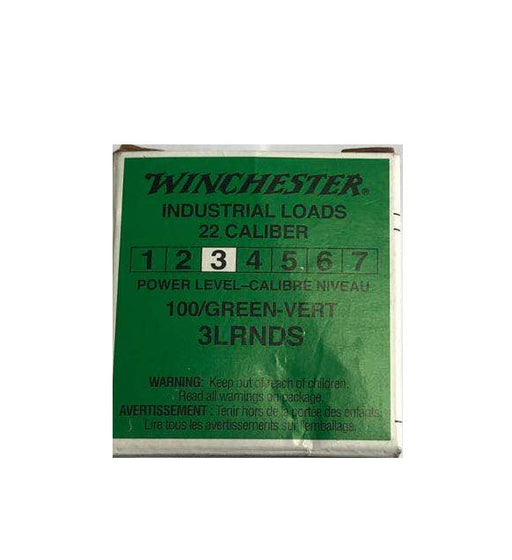 WINCHESTER®
INDUSTRIAL LOADS
22 CALIBER
1 2 3 4 5 6 7
POWER LEVEL–CALIBRE NIVEAU
100/GREEN-VERT
3LRNDS
WARNING: Keep out of reach of children.
Read all warnings on package.
AVERTISSEMENT : Tenir hors de la portée des enfants.
Lire tous les avertissements sur l'emballage.